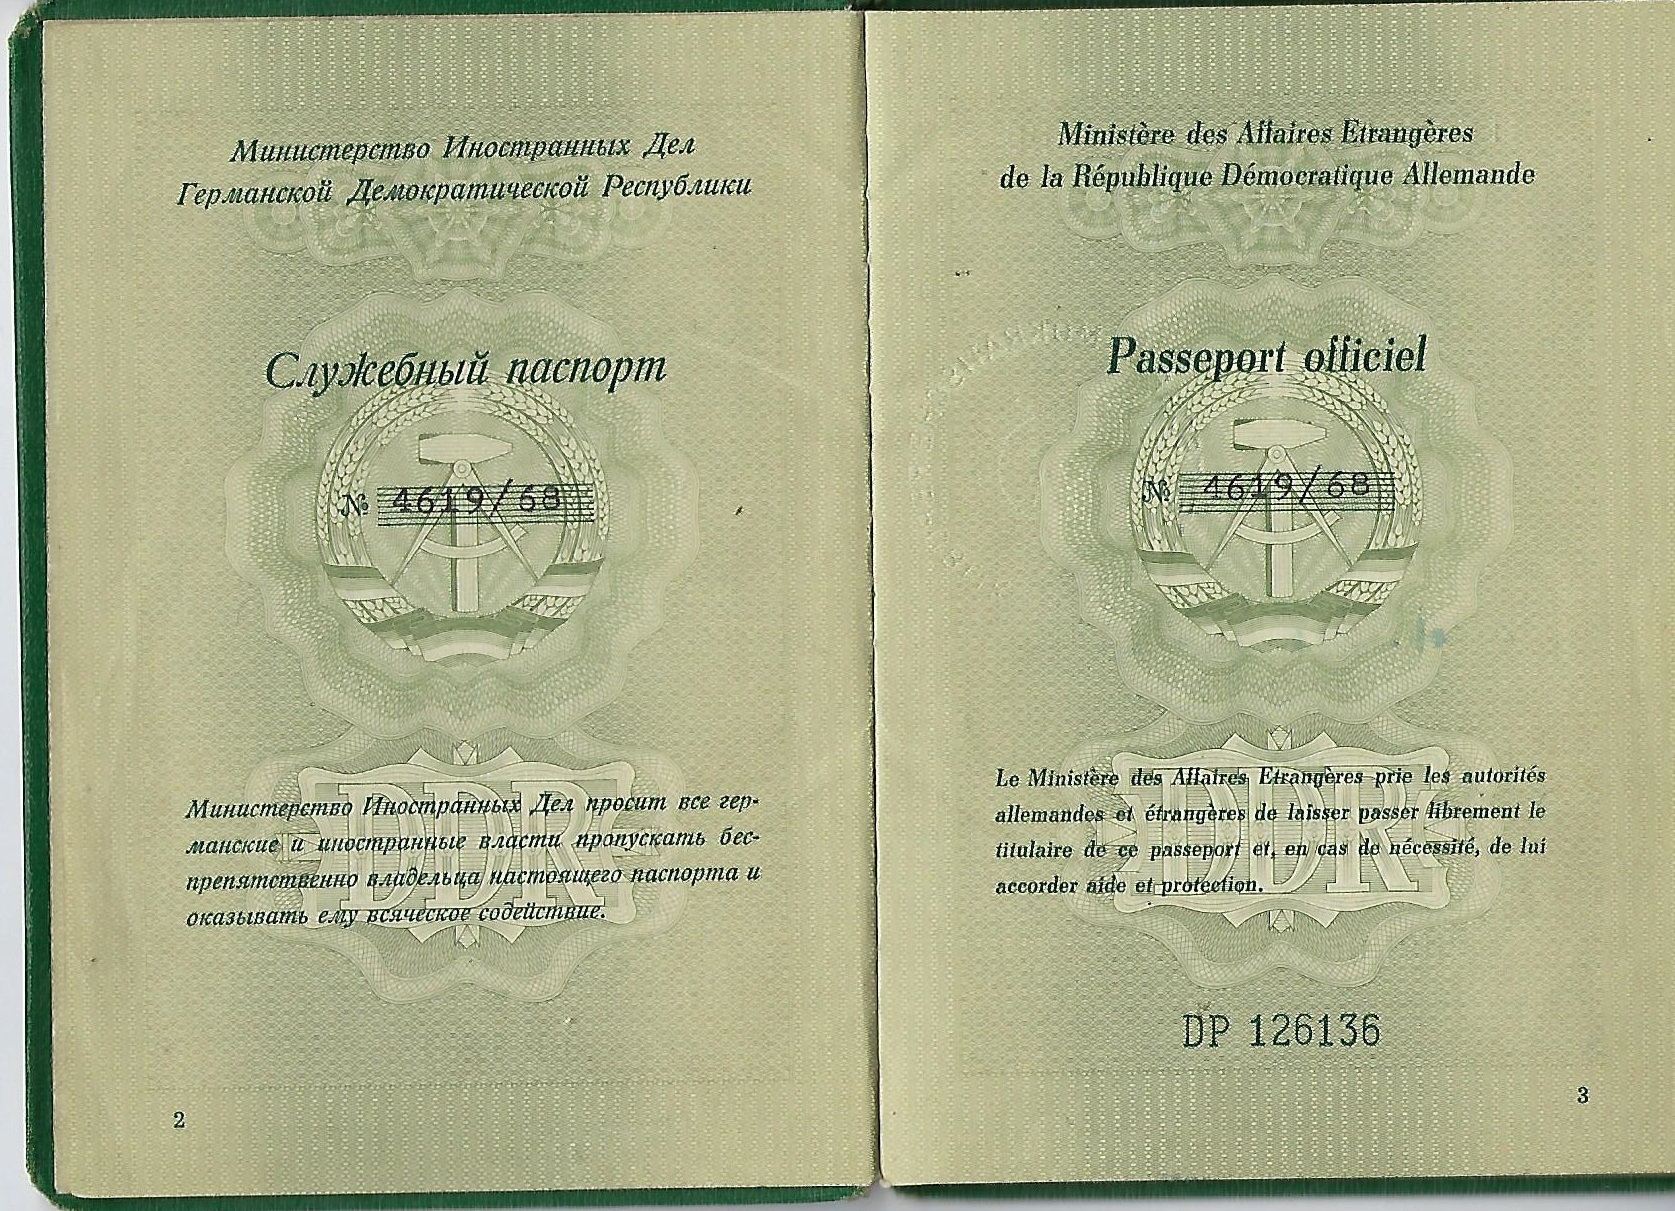 Министерство Иностранных Дел
Германской Демократической Республики
Служебный паспорт
№ 4619/68
DDR
Министерство Иностранных Дел просит все гер-
манские и иностранные власти пропускать бес-
препятственно владельца настоящего паспорта и
оказывать ему всяческое содействие.
2
Ministère des Affaires Etrangères
de la République Démocratique Allemande
Passeport officiel
№ 4619/68
DDR
Le Ministère des Affaires Etrangères prie les autorités
allemandes et étrangères de laisser passer librement le
titulaire de ce passeport et, en cas de nécessité, de lui
accorder aide et protection.
DP 126136
3